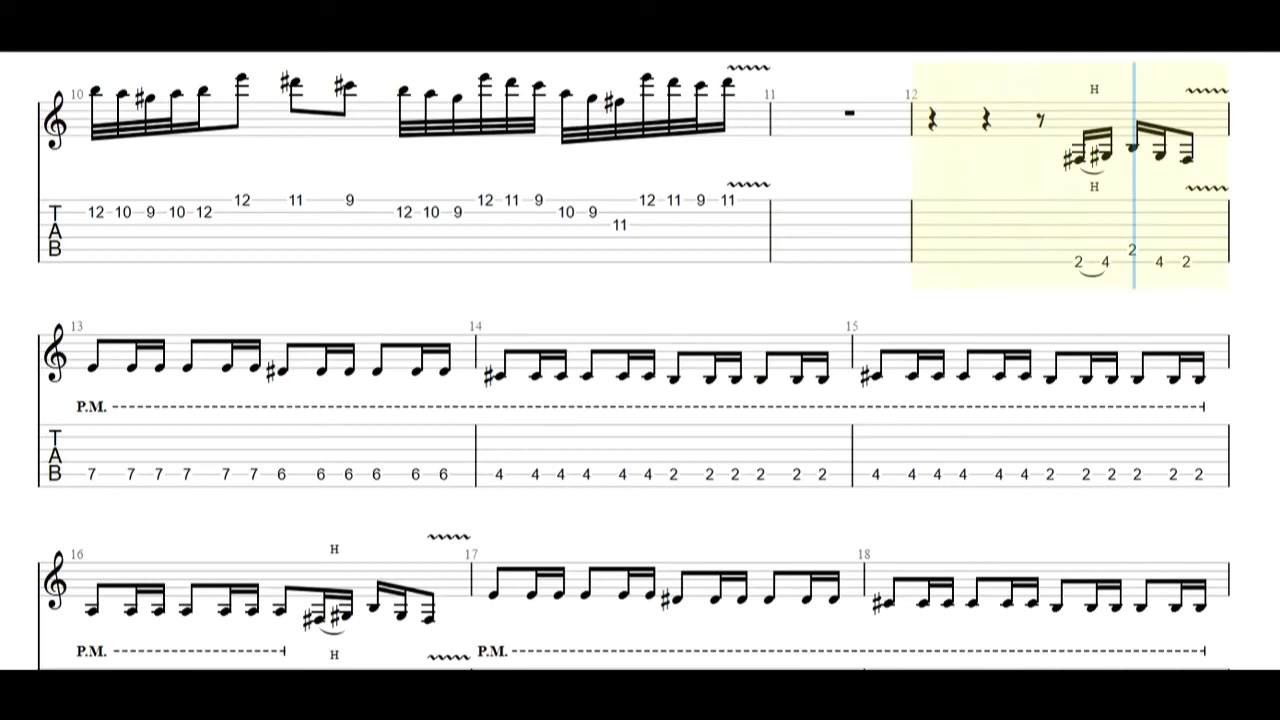 10 11 12 H
H
T 12 10 9 10 12 12 11 9 12 10 9 12 11 9 10 9 11 12 11 9 11
A
B 2 4 2 4 2
13 14 15
P.M.
T
A
B 7 7 7 7 7 7 6 6 6 6 6 6 4 4 4 4 4 4 2 2 2 2 2 2 4 4 4 4 4 4 2 2 2 2 2 2
16 H 17 18
P.M. H P.M.